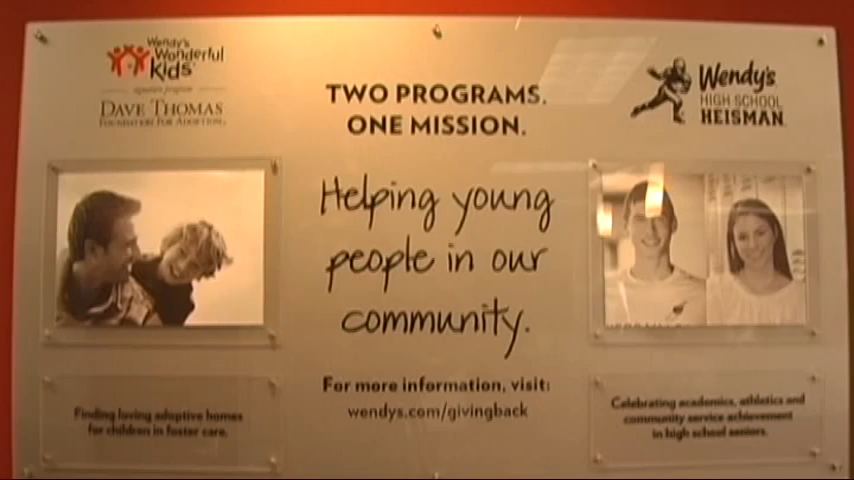 Wendy's
Wonderful
Kids
signature program
DAVE THOMAS
FOUNDATION FOR ADOPTION
TWO PROGRAMS.
ONE MISSION.
Helping young
people in our
community.
For more information, visit:
wendys.com/givingback
Wendy's
HIGH SCHOOL
HEISMAN
Finding loving adoptive homes
for children in foster care.
Celebrating academics, athletics and
community service achievement
in high school seniors.